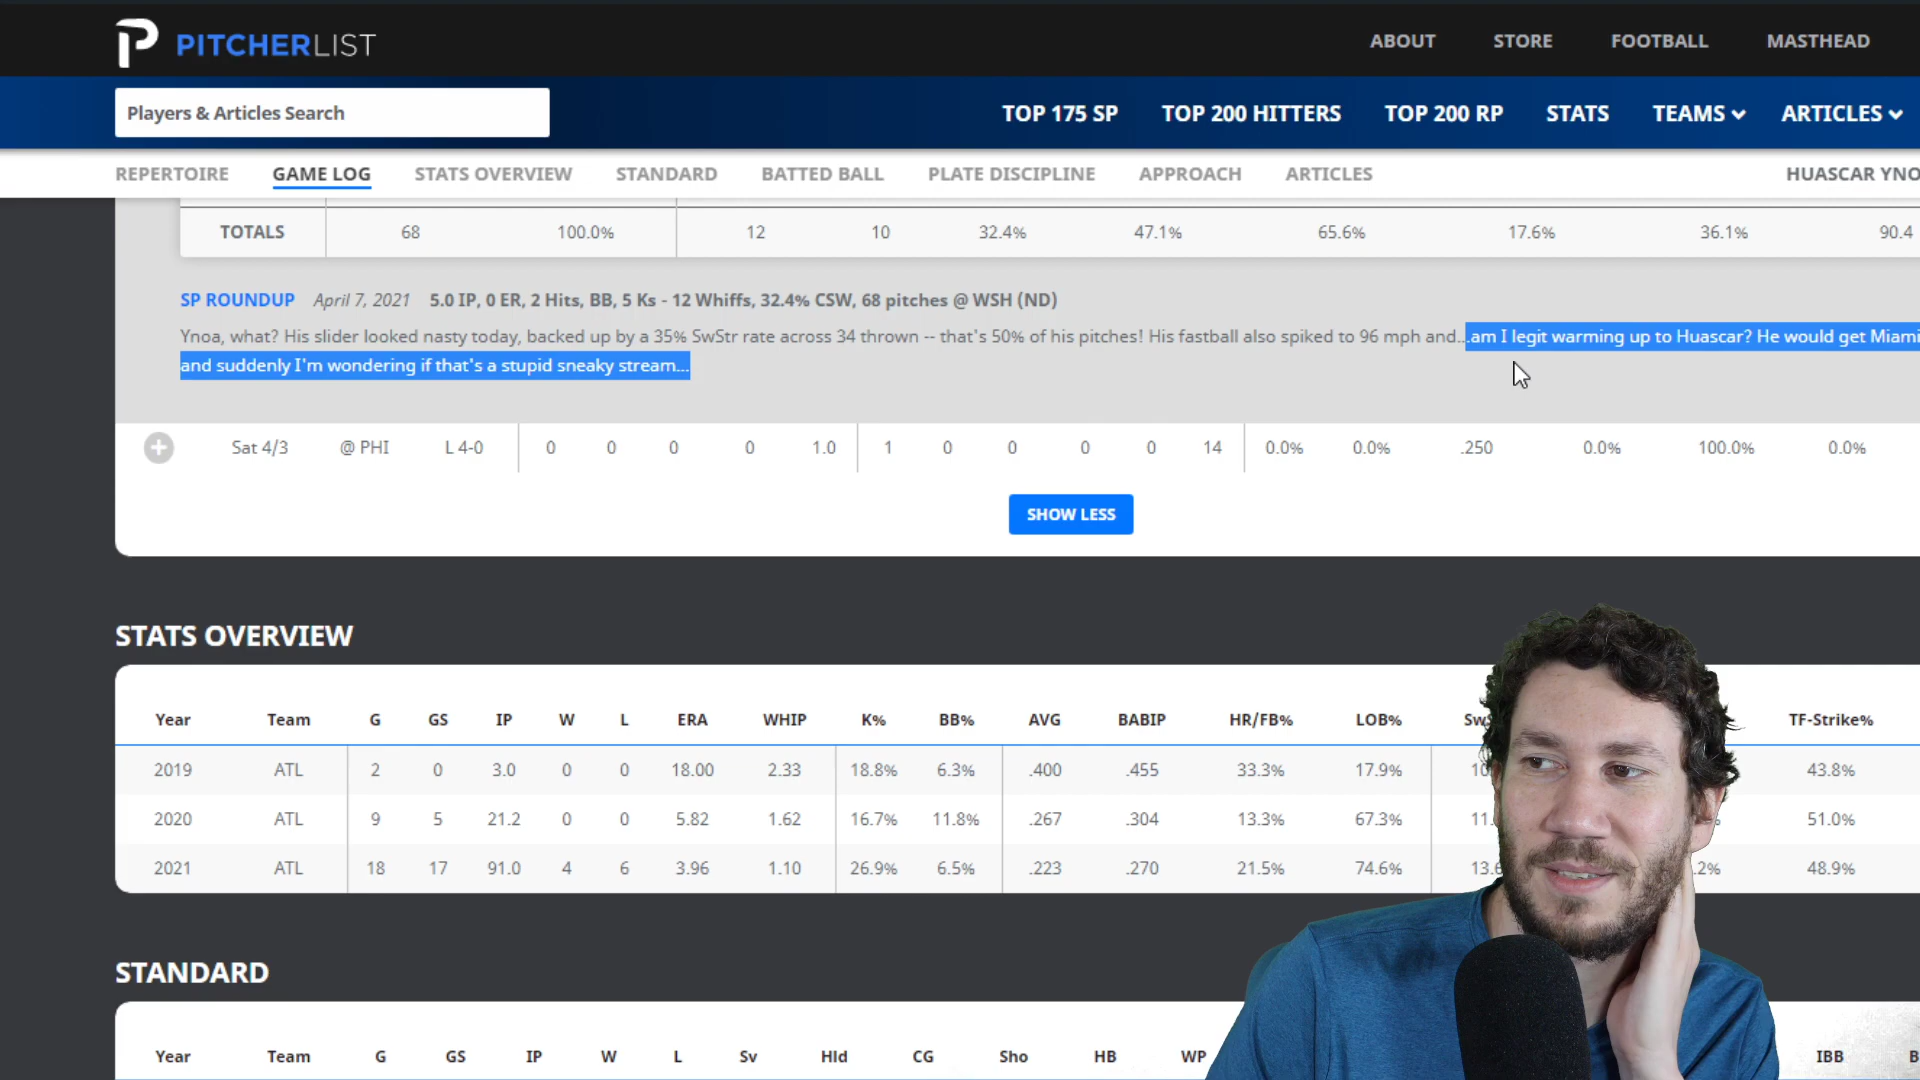 PITCHERLIST
ABOUT STORE FOOTBALL MASTHEAD
Players & Articles Search
TOP 175 SP TOP 200 HITTERS TOP 200 RP STATS TEAMS ARTICLES
REPERTOIRE GAME LOG STATS OVERVIEW STANDARD BATTED BALL PLATE DISCIPLINE APPROACH ARTICLES HUASCAR YNO
TOTALS 68 100.0% 12 10 32.4% 47.1% 65.6% 17.6% 36.1% 90.4
SP ROUNDUP April 7, 2021 5.0 IP, 0 ER, 2 Hits, BB, 5 Ks - 12 Whiffs, 32.4% CSW, 68 pitches @ WSH (ND)
Ynoa, what? His slider looked nasty today, backed up by a 35% SwStr rate across 34 thrown -- that's 50% of his pitches! His fastball also spiked to 96 mph and...am I legit warming up to Huascar? He would get Miami
and suddenly I'm wondering if that's a stupid sneaky stream...
Sat 4/3 @ PHI L 4-0 0 0 0 0 1.0 1 0 0 0 0 14 0.0% 0.0% .250 0.0% 100.0% 0.0%
SHOW LESS
STATS OVERVIEW
Year Team G GS IP W L ERA WHIP K% BB% AVG BABIP HR/FB% LOB% TF-Strike%
2019 ATL 2 0 3.0 0 0 18.00 2.33 18.8% 6.3% .400 .455 33.3% 17.9% 43.8%
2020 ATL 9 5 21.2 0 0 5.82 1.62 16.7% 11.8% .267 .304 13.3% 67.3% 51.0%
2021 ATL 18 17 91.0 4 6 3.96 1.10 26.9% 6.5% .223 .270 21.5% 74.6% 13.6 .2% 48.9%
STANDARD
Year Team G GS IP W L Sv Hld CG Sho HB WP IBB B